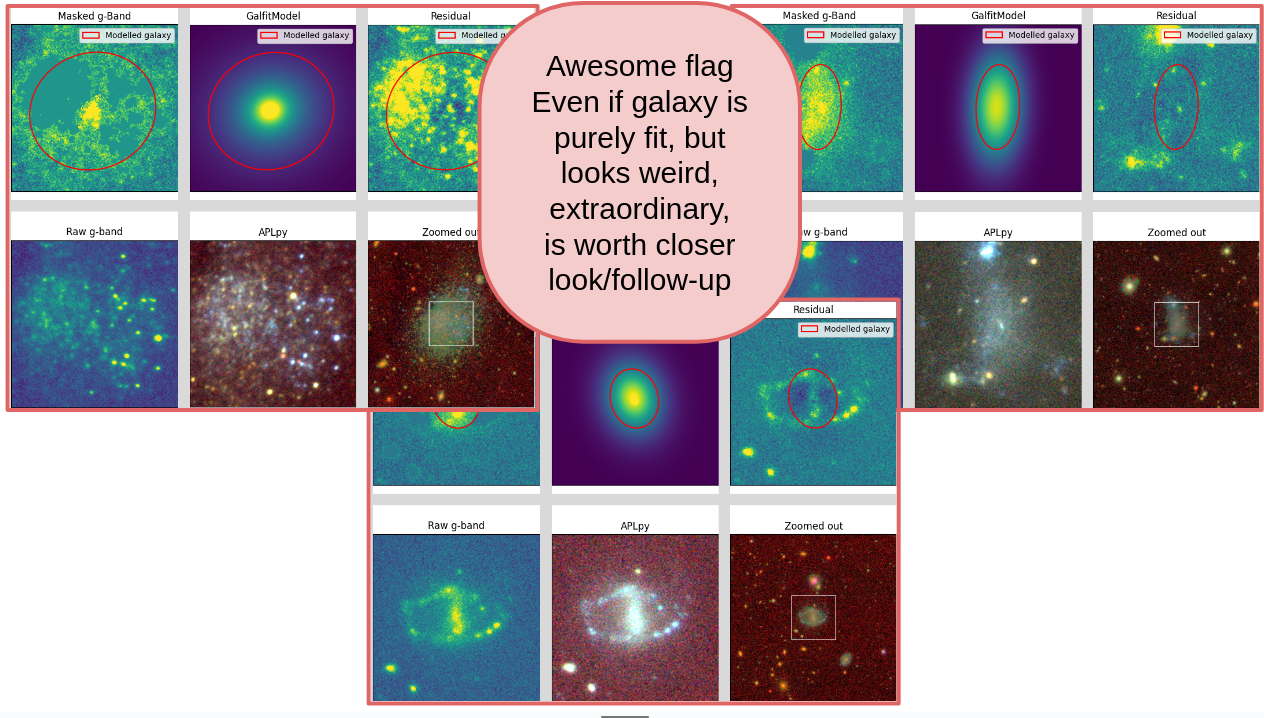 Masked g-Band
GalfitModel
Residual
Modelled galaxy
Modelled galaxy
Modelled
Raw g-band
APLpy
Zoomed out
Awesome flag
Even if galaxy is
purely fit, but
looks weird,
extraordinary,
is worth closer
look/follow-up
Masked g-Band
GalfitModel
Residual
Modelled galaxy
Modelled galaxy
Modelled galaxy
g-band
APLpy
Zoomed out
Residual
Modelled galaxy
Raw g-band
APLpy
Zoomed out